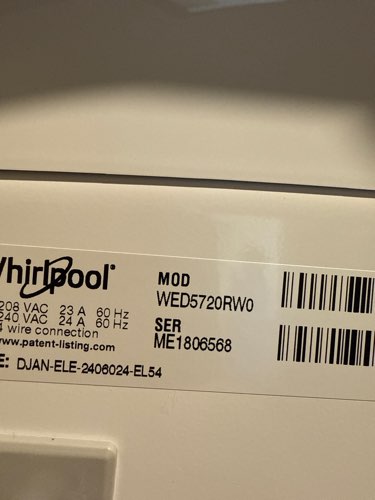 Whirlpool
208 VAC 23 A 60 Hz
240 VAC 24 A 60 Hz
4 wire connection
www.patent-listing.com
E: DJAN-ELE-2406024-EL54
MOD
WED5720RW0
SER
ME1806568